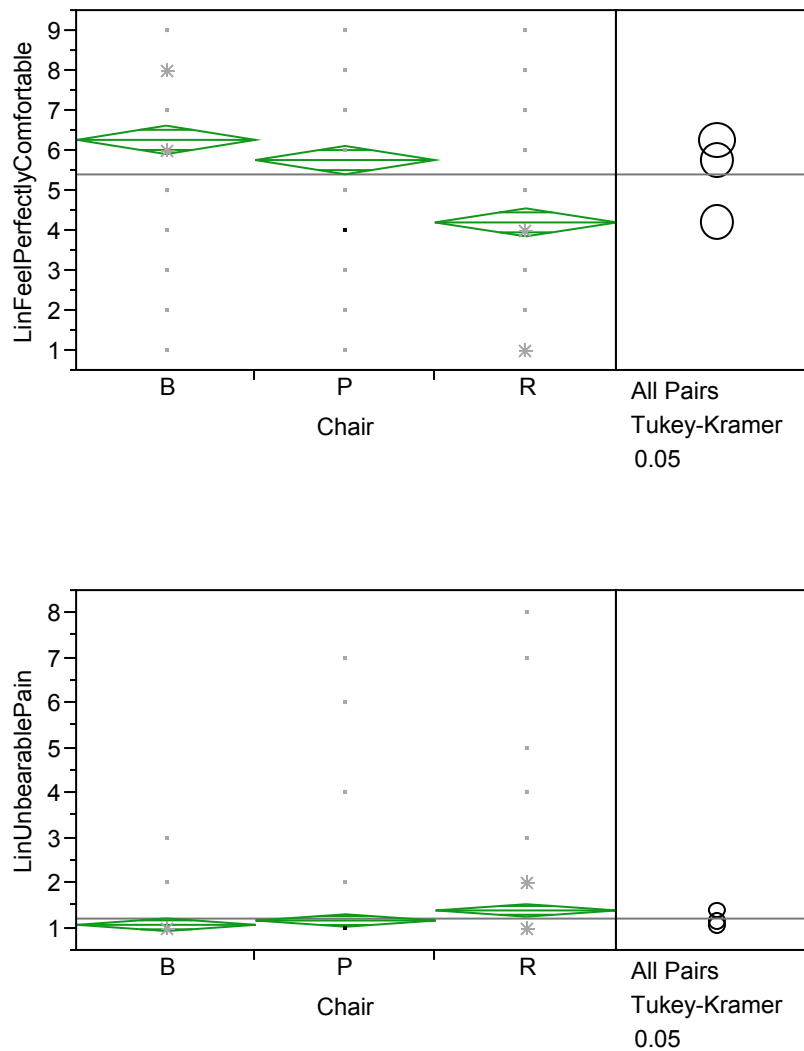 LinFeelPerfectlyComfortable
9
8
7
6
5
4
3
2
1
B
P
R
Chair
All Pairs
Tukey-Kramer
0.05
LinUnbearablePain
8
7
6
5
4
3
2
1
B
P
R
Chair
All Pairs
Tukey-Kramer
0.05